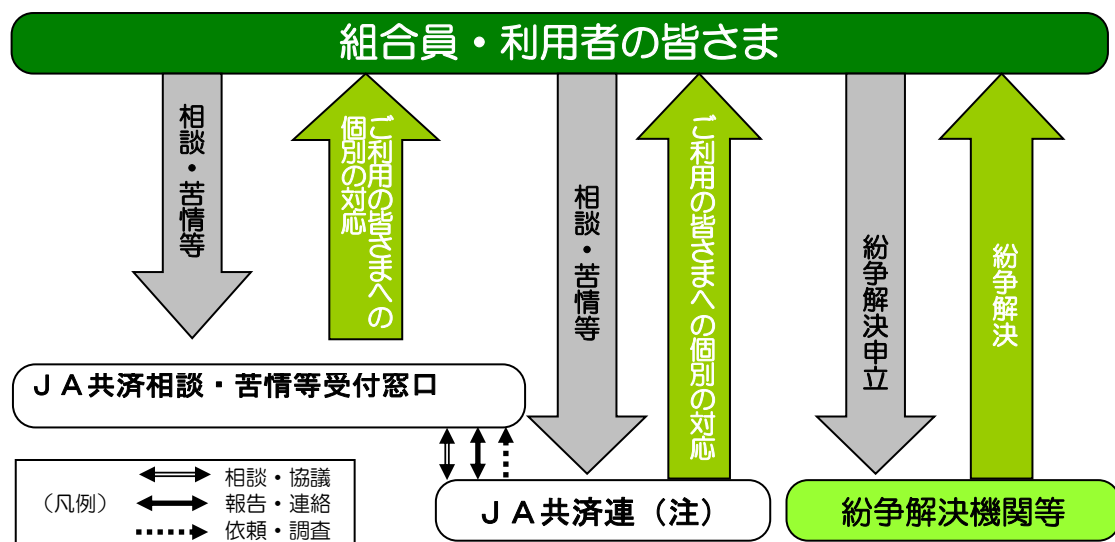 組合員・利用者の皆さま
相談・苦情等
ご利用の皆さまへの
個別の対応
相談・苦情等
ご利用の皆さまへの個別の対応
紛争解決申立
紛争解決
ＪＡ共済相談・苦情等受付窓口
（凡例）
相談・協議
報告・連絡
依頼・調査
ＪＡ共済連（注）
紛争解決機関等